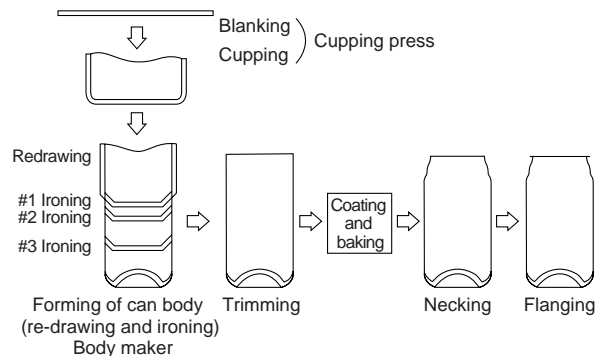 Blanking
Cupping
Cupping press
Redrawing
#1 Ironing
#2 Ironing
#3 Ironing
Forming of can body
(re-drawing and ironing)
Body maker
Trimming
Coating
and
baking
Necking
Flanging